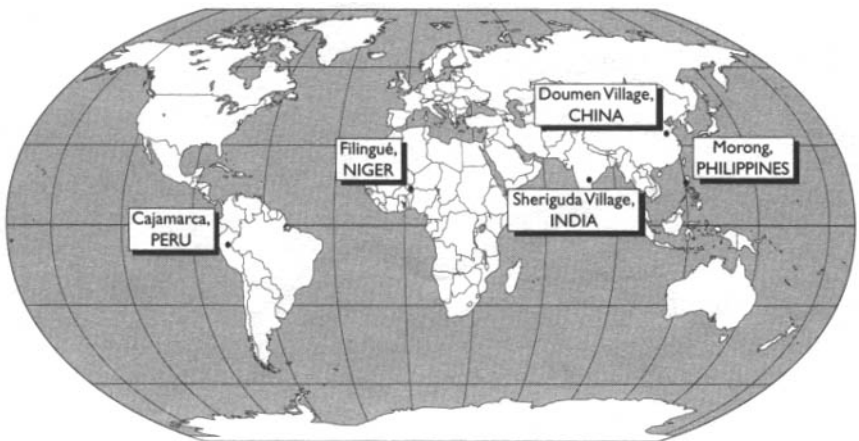 Doumen Village,
CHINA
Filingué,
NIGER
Morong,
PHILIPPINES
Sheriguda Village,
INDIA
Cajamarca,
PERU